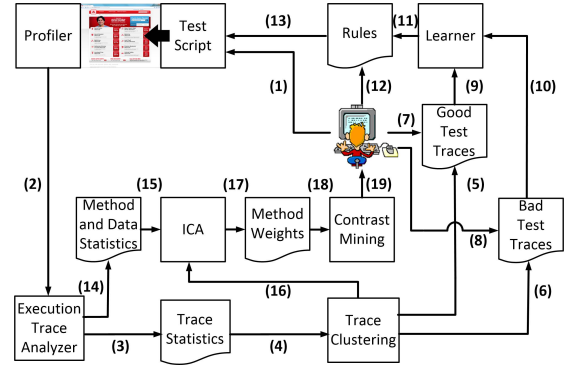 Profiler
Test
Script
(13)
Rules
(11)
Learner
(1)
(12)
(7)
(9)
(10)
Good
Test
Traces
(2)
(15)
(17)
(18)
(19)
(5)
Method
and Data
Statistics
ICA
Method
Weights
Contrast
Mining
(8)
Bad
Test
Traces
(14)
(16)
(6)
Execution
Trace
Analyzer
(3)
Trace
Statistics
(4)
Trace
Clustering